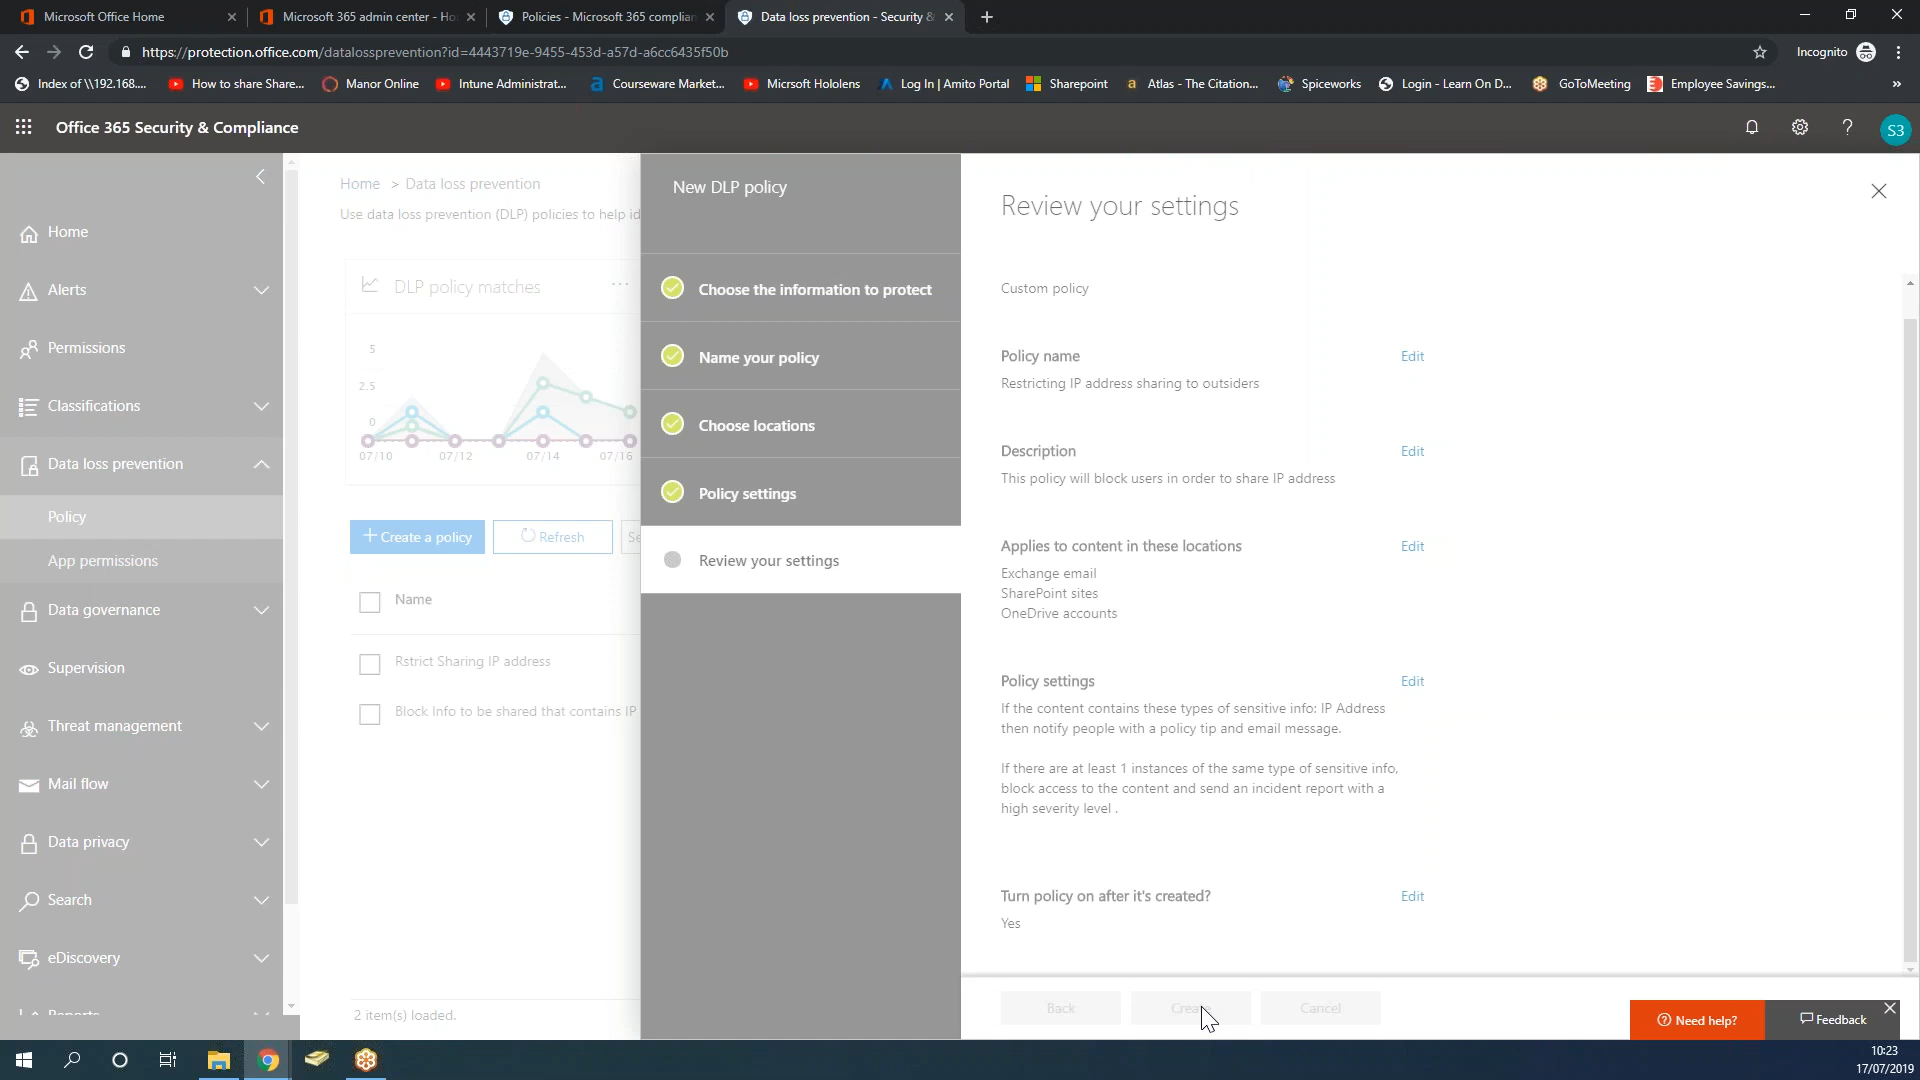 Microsoft Office Home
Microsoft 365 admin center - Ho
Policies - Microsoft 365 complian
Data loss prevention - Security &
https://protection.office.com/datalossprevention?id=4443719e-9455-453d-a57d-a6cc6435f50b
Incognito
Index of \\192.168....
How to share Share...
Manor Online
Intune Administrat...
Courseware Market...
Microsoft Hololens
Log In | Amito Portal
Sharepoint
Atlas - The Citation...
Spiceworks
Login - Learn On D...
GoToMeeting
Employee Savings...
Office 365 Security & Compliance
S3
Home
Alerts
Permissions
Classifications
Data loss prevention
Policy
App permissions
Data governance
Supervision
Threat management
Mail flow
Data privacy
Search
eDiscovery
Reports
Home > Data loss prevention
Use data loss prevention (DLP) policies to help id
DLP policy matches
5
2.5
0
07/10 07/12 07/14 07/16
Create a policy
Refresh
Se
Name
Rstrict Sharing IP address
Block Info to be shared that contains IP
2 item(s) loaded.
New DLP policy
Choose the information to protect
Name your policy
Choose locations
Policy settings
Review your settings
Review your settings
Custom policy
Policy name Edit
Restricting IP address sharing to outsiders
Description Edit
This policy will block users in order to share IP address
Applies to content in these locations Edit
Exchange email
SharePoint sites
OneDrive accounts
Policy settings Edit
If the content contains these types of sensitive info: IP Address
then notify people with a policy tip and email message.
If there are at least 1 instances of the same type of sensitive info,
block access to the content and send an incident report with a
high severity level .
Turn policy on after it's created? Edit
Yes
Back
Create
Cancel
Need help?
Feedback
10:23
17/07/2019